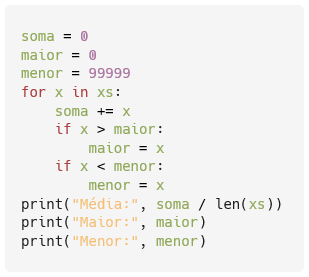 soma = 0
maior = 0
menor = 99999
for x in xs:
    soma += x
    if x > maior:
        maior = x
    if x < menor:
        menor = x
print("Média:", soma / len(xs))
print("Maior:", maior)
print("Menor:", menor)